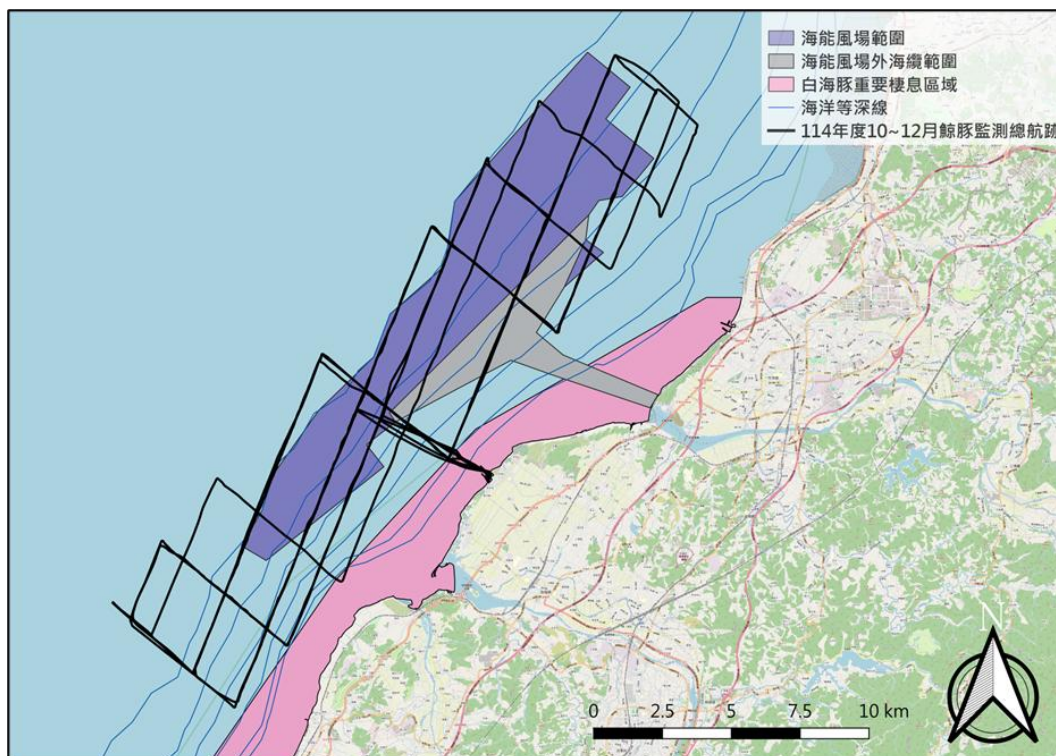 海能風場範圍
海能風場外海纜範圍
白海豚重要棲息區域
海洋等深線
114年度10~12月鯨豚監測總航跡
N
0 2.5 5 7.5 10 km